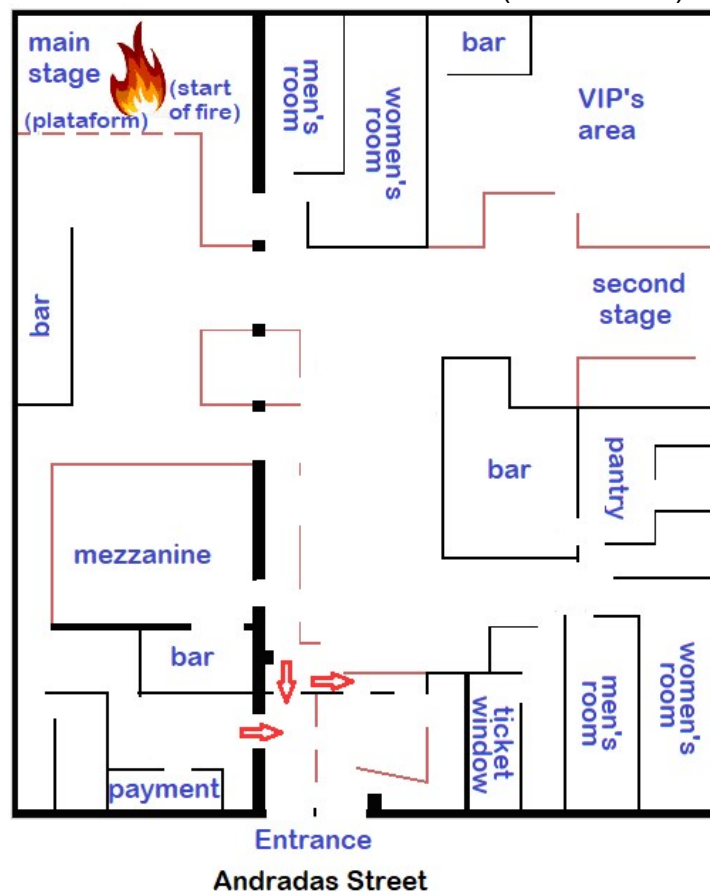 main
stage
(start
of fire)
(plataform)
men's
room
women's
room
bar
VIP's
area
bar
second
stage
bar
pantry
mezzanine
bar
payment
ticket
window
men's
room
women's
room
Entrance
Andradas Street